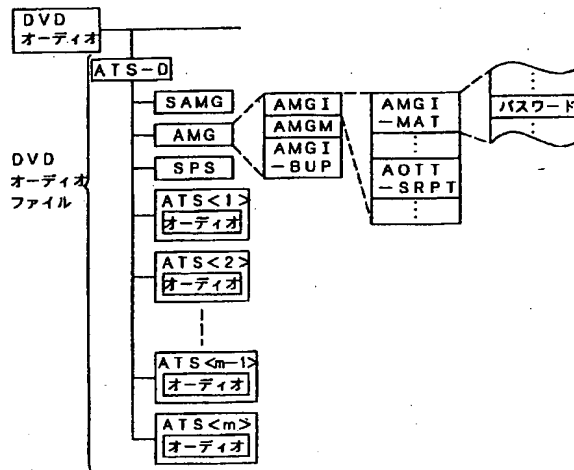 DVD
オーディオ
ATS-D
SAMG
AMG
SPS
ATS<1>
オーディオ
ATS<2>
オーディオ
ATS<m-1>
オーディオ
ATS<m>
オーディオ
DVD
オーディオ
ファイル
AMGI
AMGM
AMGI
-BUP
AMGI
-MAT
AOTT
-SRPT
パスワード